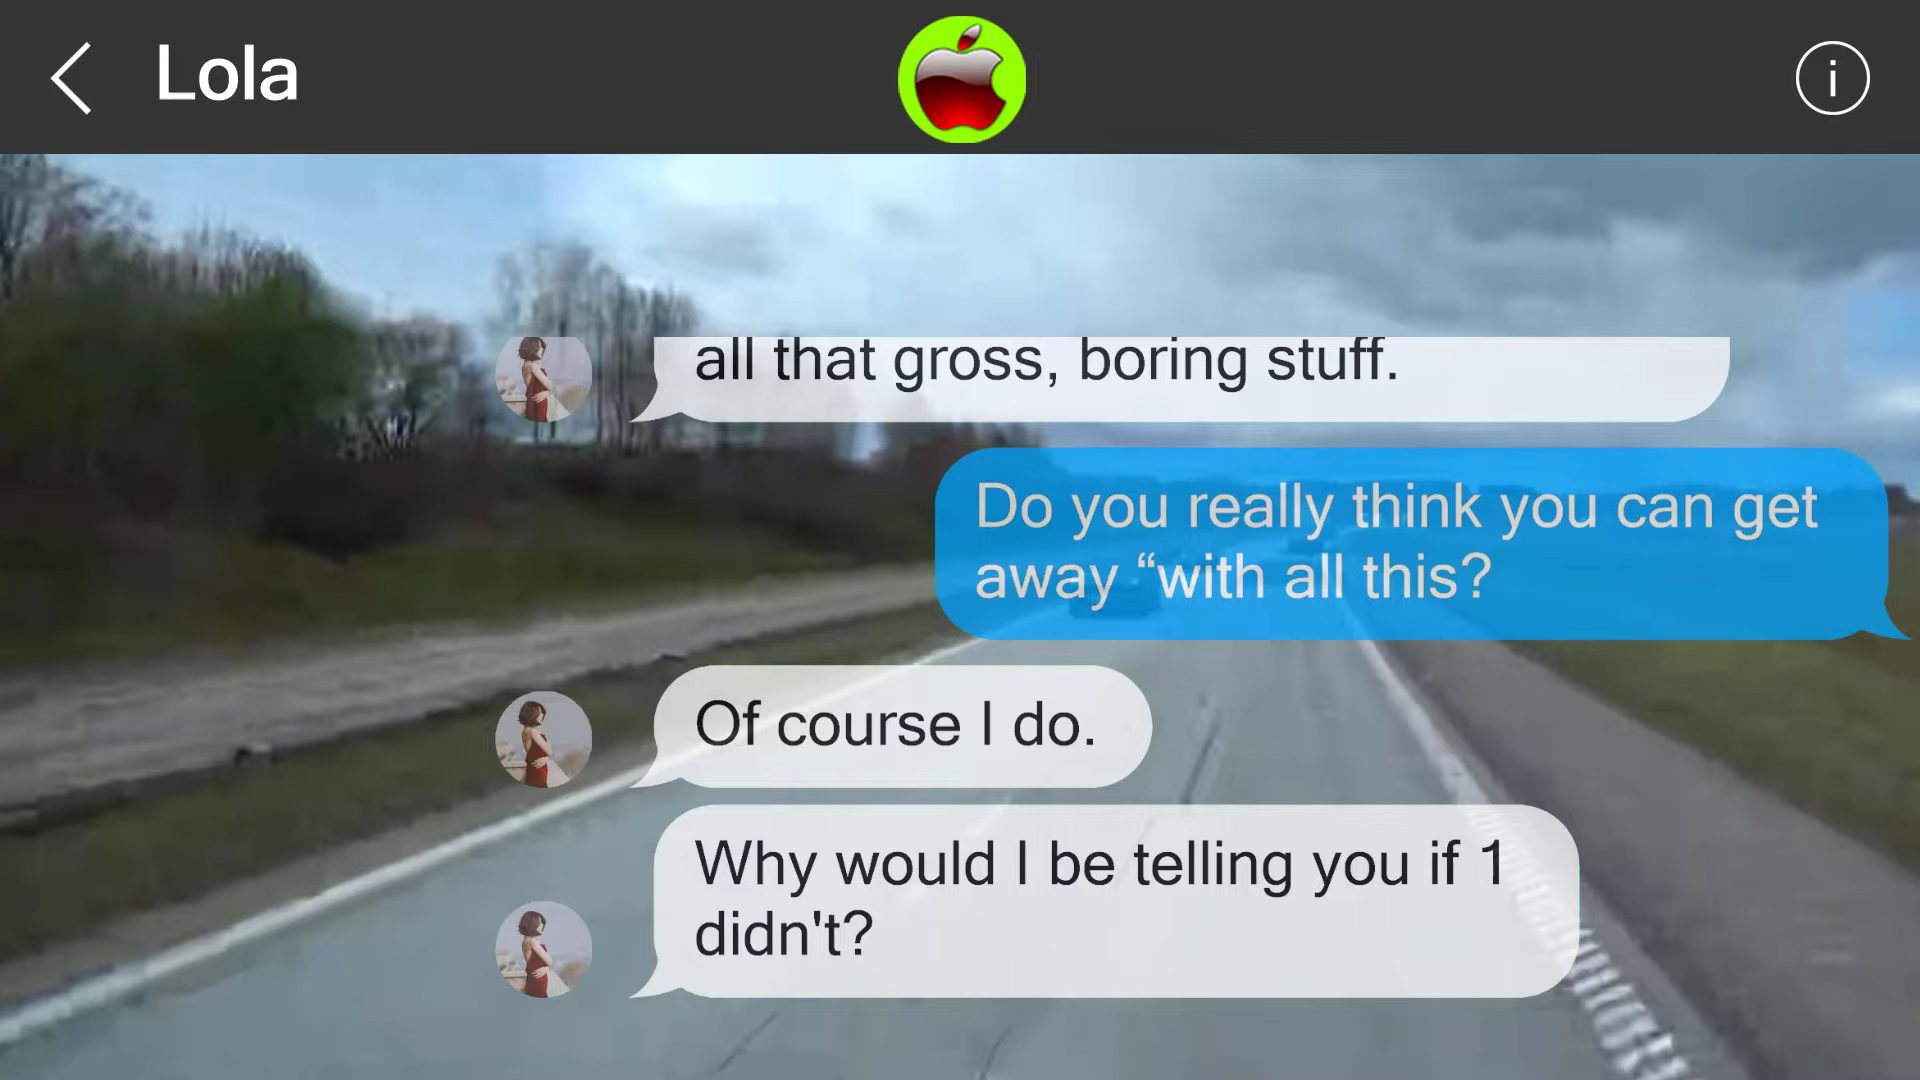 Lola
i
all that gross, boring stuff.
Do you really think you can get
away “with all this?
Of course I do.
Why would I be telling you if 1
didn't?